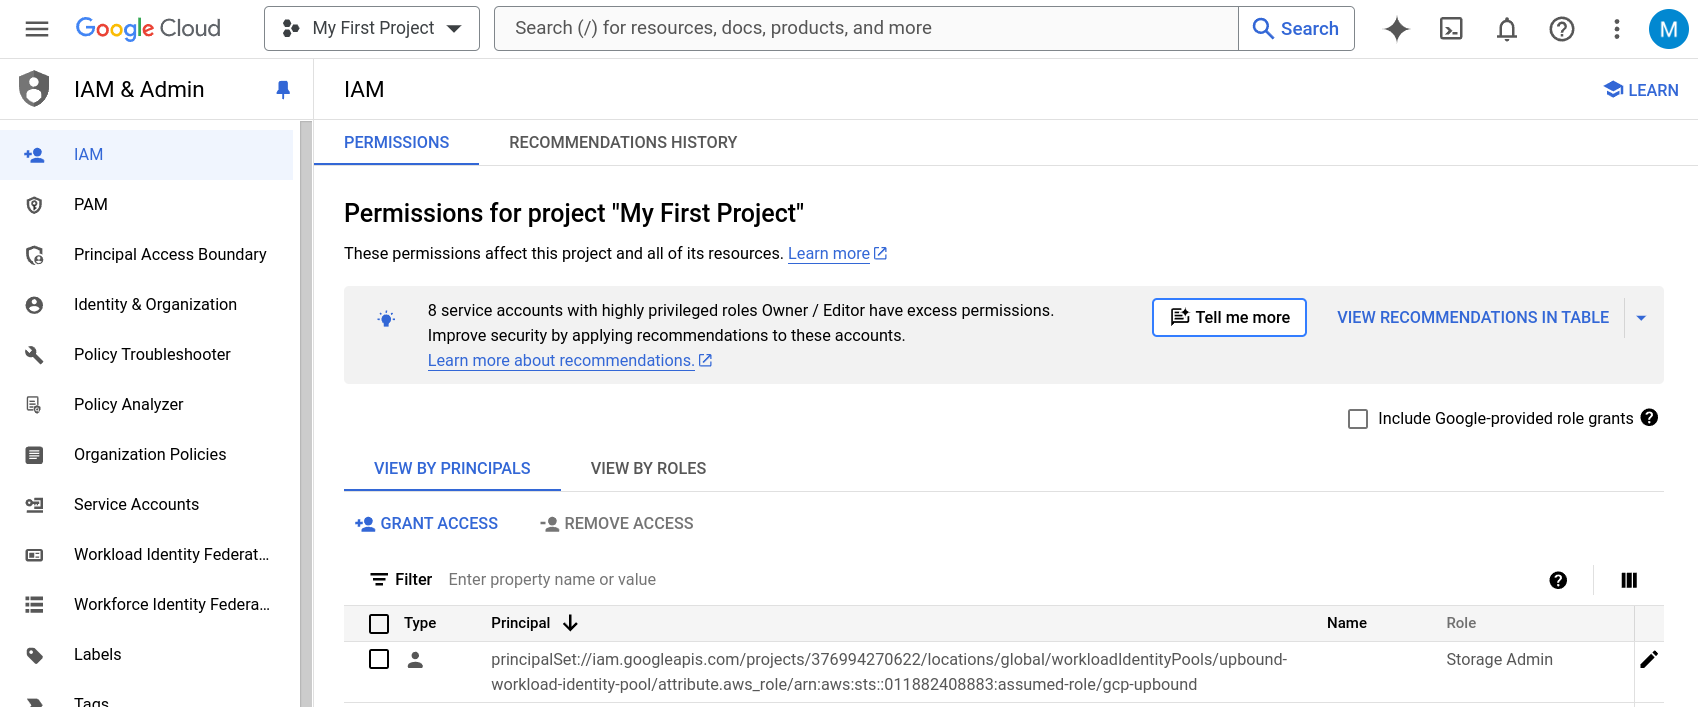 Google Cloud
My First Project
Search (/) for resources, docs, products, and more
Search
M
IAM & Admin
IAM
LEARN
IAM
PAM
Principal Access Boundary
Identity & Organization
Policy Troubleshooter
Policy Analyzer
Organization Policies
Service Accounts
Workload Identity Federat...
Workforce Identity Federa...
Labels
Tags
PERMISSIONS
RECOMMENDATIONS HISTORY
Permissions for project "My First Project"
These permissions affect this project and all of its resources. Learn more
8 service accounts with highly privileged roles Owner / Editor have excess permissions.
Improve security by applying recommendations to these accounts.
Learn more about recommendations.
Tell me more
VIEW RECOMMENDATIONS IN TABLE
Include Google-provided role grants
VIEW BY PRINCIPALS
VIEW BY ROLES
GRANT ACCESS
REMOVE ACCESS
Filter Enter property name or value
Type Principal Name Role
principalSet://iam.googleapis.com/projects/376994270622/locations/global/workloadIdentityPools/upbound-
workload-identity-pool/attribute.aws_role/arn:aws:sts::011882408883:assumed-role/gcp-upbound
Storage Admin